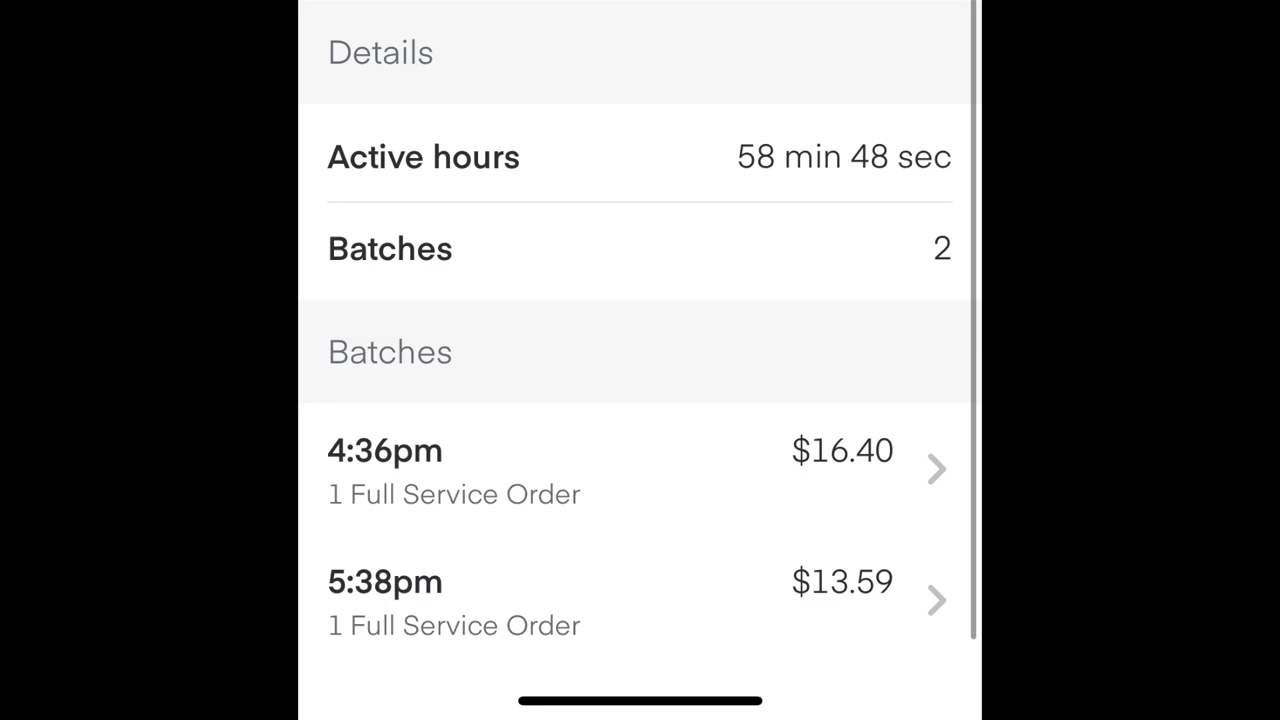 Details
Active hours 58 min 48 sec
Batches 2
Batches
4:36pm $16.40
1 Full Service Order
5:38pm $13.59
1 Full Service Order